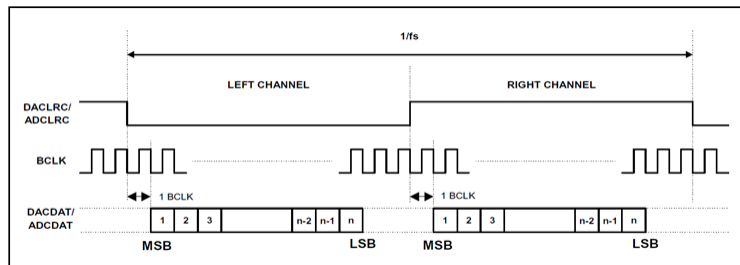 1/fs
LEFT CHANNEL RIGHT CHANNEL
DACLRC/
ADCLRC
BCLK
1 BCLK 1 BCLK
DACDAT/
ADCDAT
1 2 3 n-2 n-1 n 1 2 3 n-2 n-1 n
MSB LSB MSB LSB